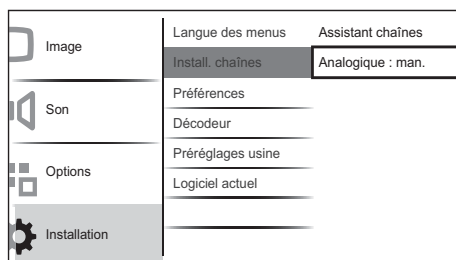 Image
Son
Options
Installation
Langue des menus
Install. chaînes
Préférences
Décodeur
Préréglages usine
Logiciel actuel
Assistant chaînes
Analogique : man.